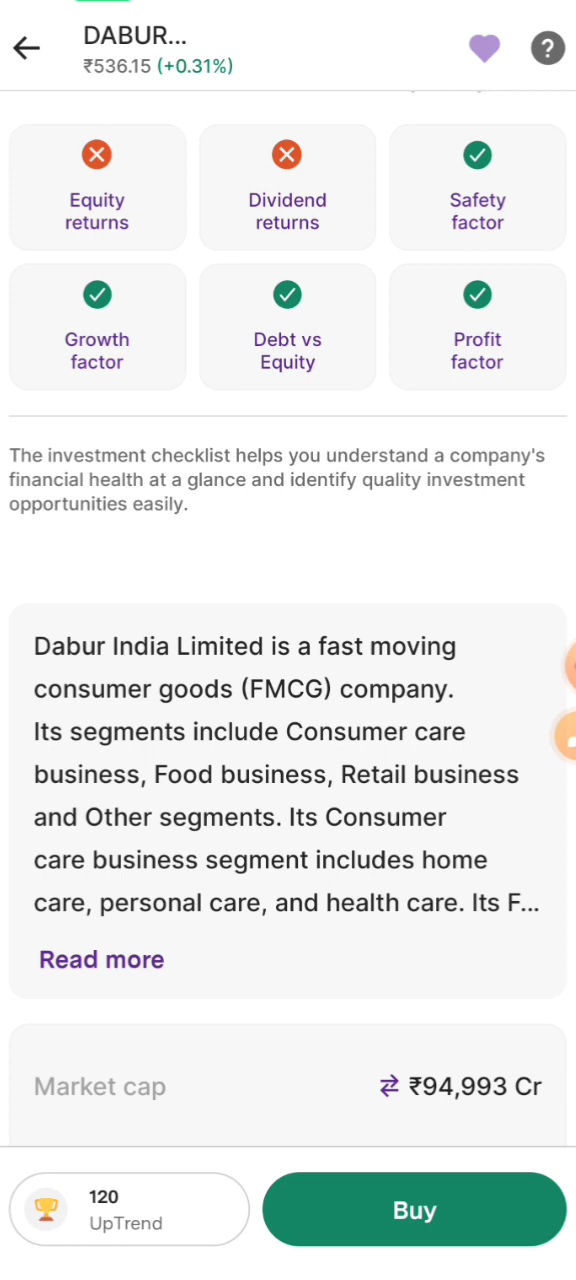 DABUR...
₹536.15 (+0.31%)
?
Equity
returns
Dividend
returns
Safety
factor
Growth
factor
Debt vs
Equity
Profit
factor
The investment checklist helps you understand a company's
financial health at a glance and identify quality investment
opportunities easily.
Dabur India Limited is a fast moving
consumer goods (FMCG) company.
Its segments include Consumer care
business, Food business, Retail business
and Other segments. Its Consumer
care business segment includes home
care, personal care, and health care. Its F...
Read more
Market cap
₹94,993 Cr
120
UpTrend
Buy